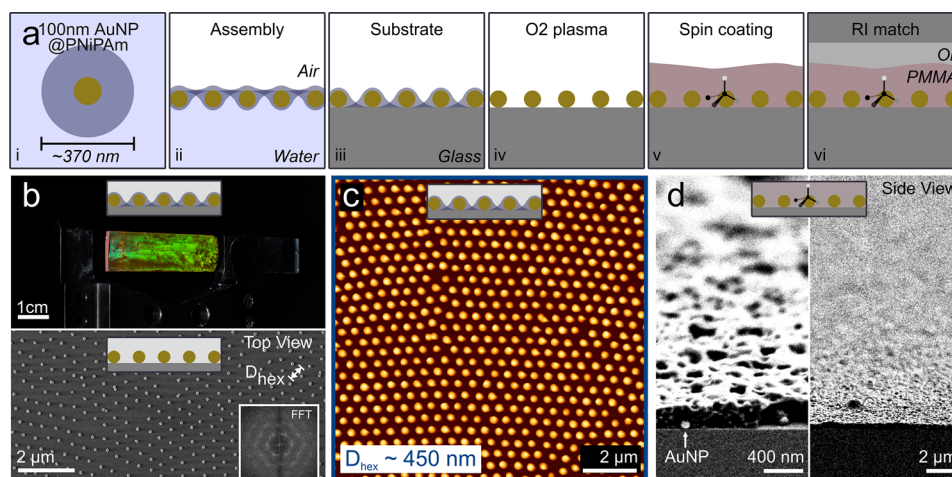 a
100nm AuNP
@PNiPAm
~370 nm
i
Assembly
Air
Water
ii
Substrate
Glass
iii
O2 plasma
iv
Spin coating
v
RI match
PMMA
vi
b
1cm
Top View
D hex
FFT
2 µm
c
D hex ~ 450 nm
2 µm
d
Side View
AuNP
400 nm
2 µm